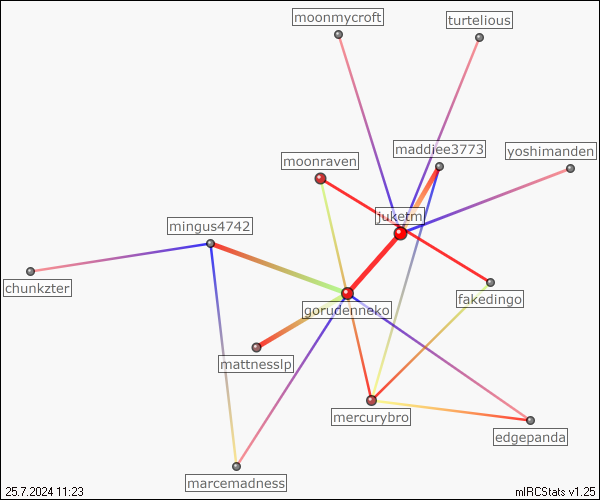 moonmycroft
turtelious
maddiee3773
yoshimanden
moonraven
juketm
mingus4742
chunkzter
fakedingo
gorudenneko
mattnesslp
mercurybro
edgepanda
marcemadness
25.7.2024 11:23
mIRCStats v1.25